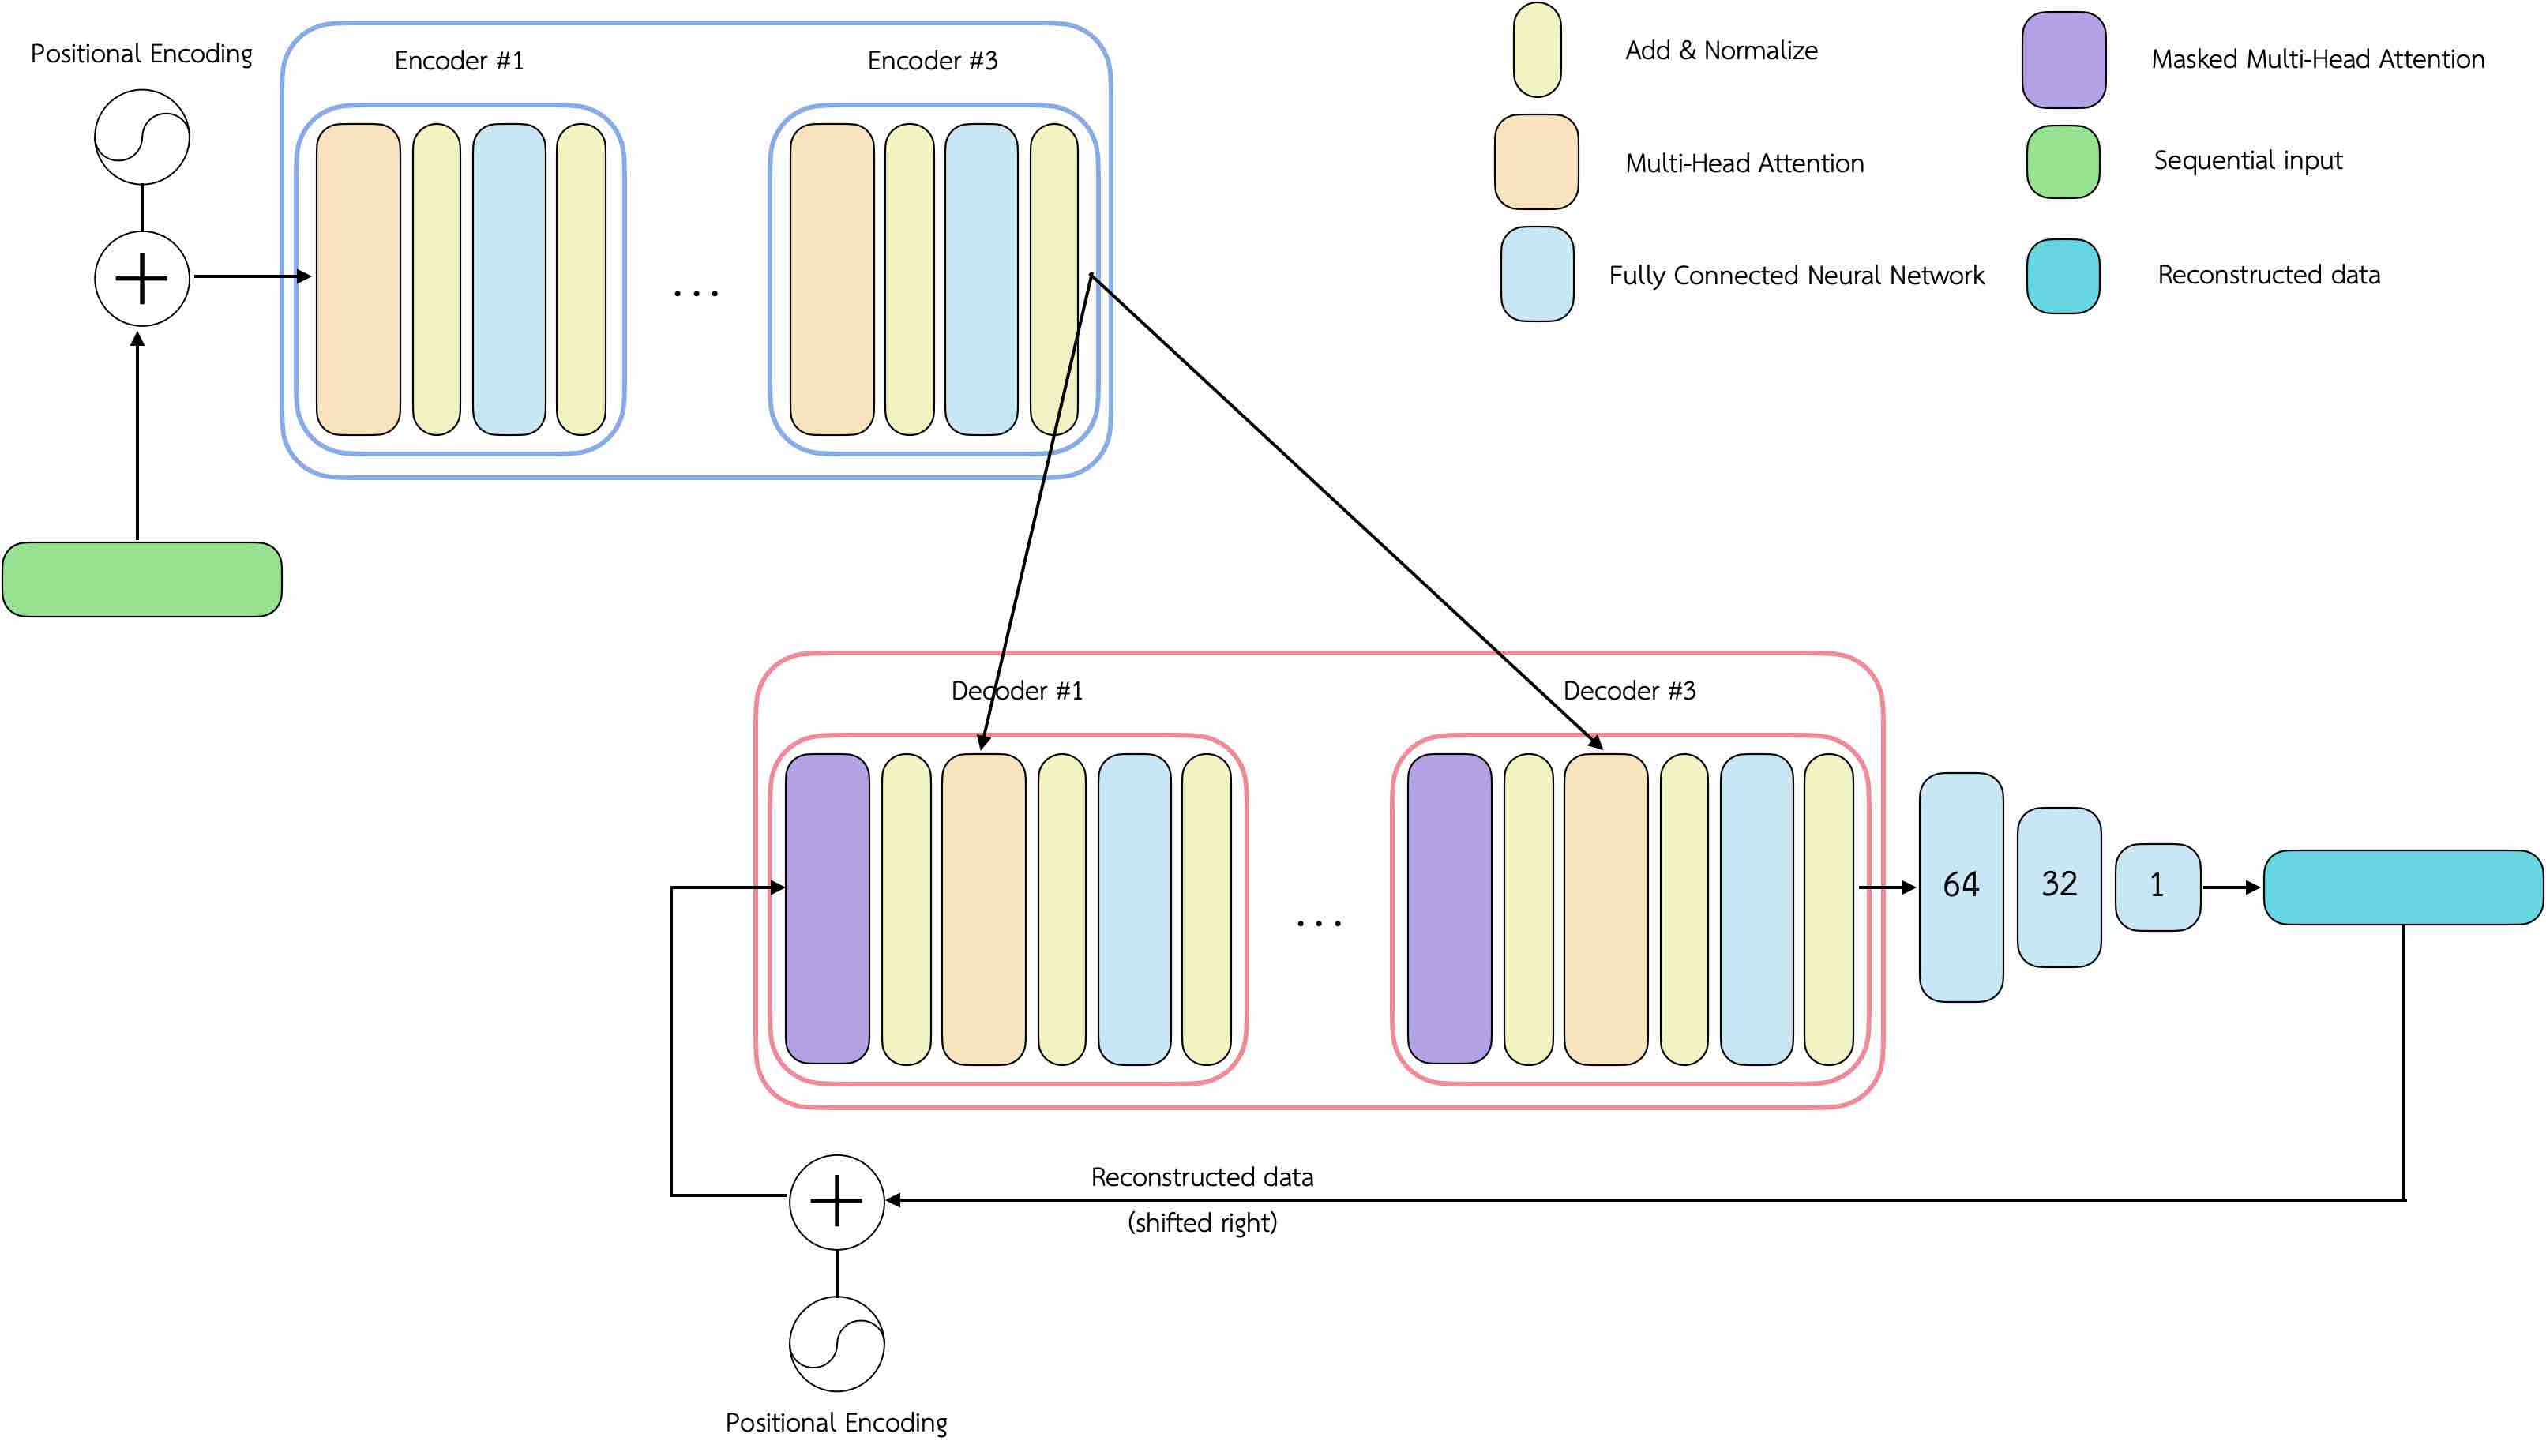 Positional Encoding
Encoder #1
Encoder #3
Add & Normalize
Masked Multi-Head Attention
Multi-Head Attention
Sequential input
Fully Connected Neural Network
Reconstructed data
...
Decoder #1
Decoder #3
64
32
1
...
Reconstructed data
(shifted right)
Positional Encoding